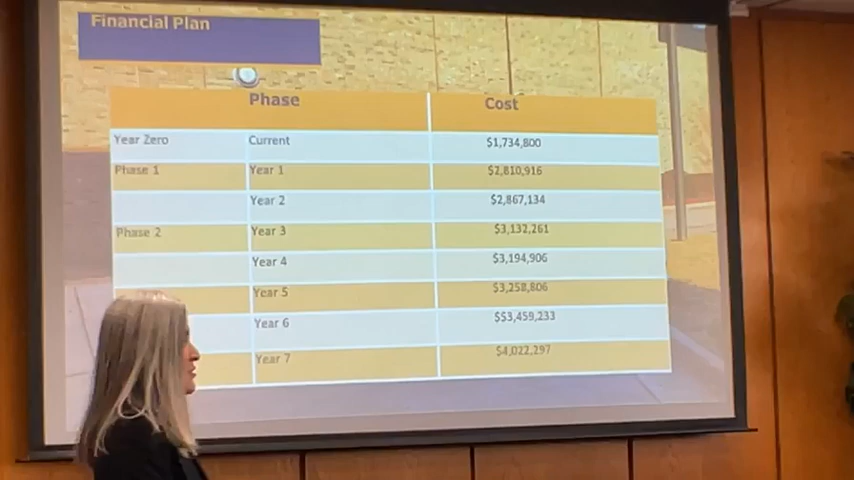 Financial Plan
Phase Cost
Year Zero Current $1,734,800
Phase 1 Year 1 $2,810,916
Year 2 $2,867,134
Phase 2 Year 3 $3,132,261
Year 4 $3,194,906
Year 5 $3,258,806
Year 6 $$3,459,233
Year 7 $4,022,297